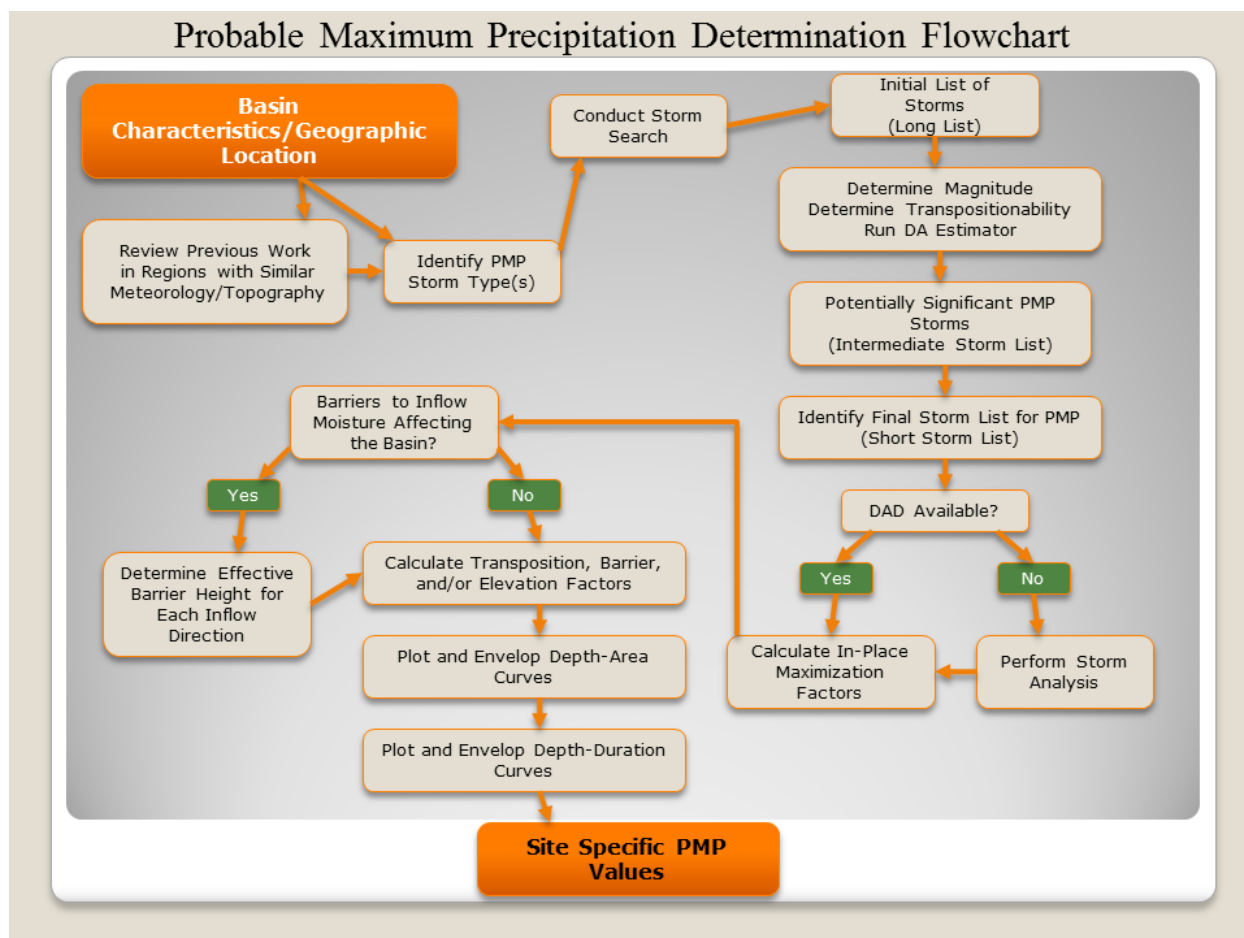 Probable Maximum Precipitation Determination Flowchart
Basin
Characteristics/Geographic
Location
Review Previous Work
in Regions with Similar
Meteorology/Topography
Identify PMP
Storm Type(s)
Conduct Storm
Search
Initial List of
Storms
(Long List)
Determine Magnitude
Determine Transpositionability
Run DA Estimator
Potentially Significant PMP
Storms
(Intermediate Storm List)
Identify Final Storm List for PMP
(Short Storm List)
DAD Available?
Yes
No
Perform Storm
Analysis
Calculate In-Place
Maximization
Factors
Barriers to Inflow
Moisture Affecting
the Basin?
Yes
No
Determine Effective
Barrier Height for
Each Inflow
Direction
Calculate Transposition, Barrier,
and/or Elevation Factors
Plot and Envelop Depth-Area
Curves
Plot and Envelop Depth-Duration
Curves
Site Specific PMP
Values